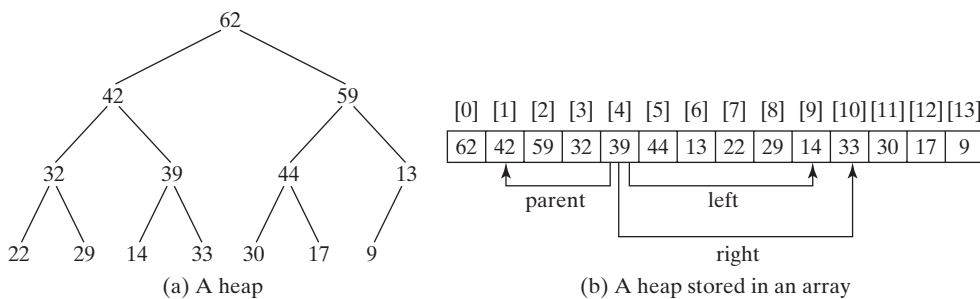 62
42 59
32 39 44 13
22 29 14 33 30 17 9
(a) A heap
[0] [1] [2] [3] [4] [5] [6] [7] [8] [9] [10] [11] [12] [13]
62 42 59 32 39 44 13 22 29 14 33 30 17 9
parent left
right
(b) A heap stored in an array